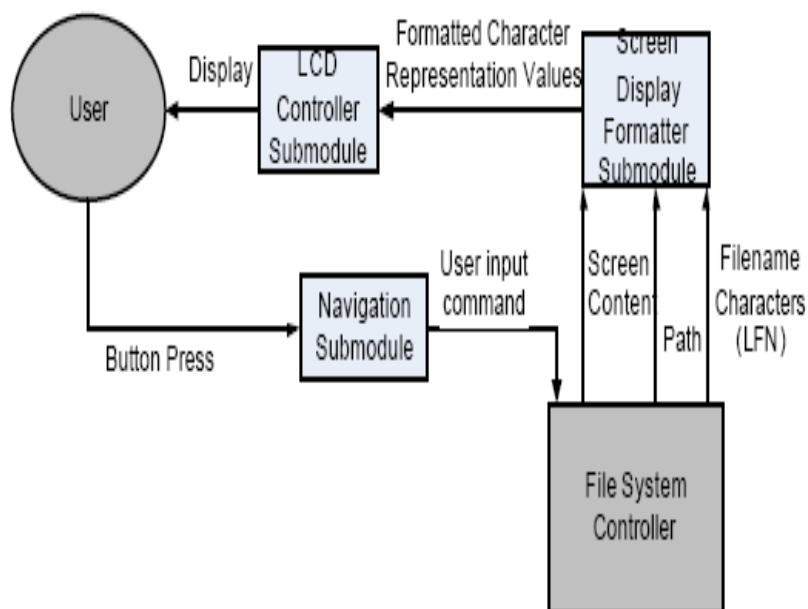 User
Display
LCD
Controller
Submodule
Formatted Character
Representation Values
Screen
Display
Formatter
Submodule
Button Press
Navigation
Submodule
User input
command
Screen
Content
Path
Filename
Characters
(LFN)
File System
Controller